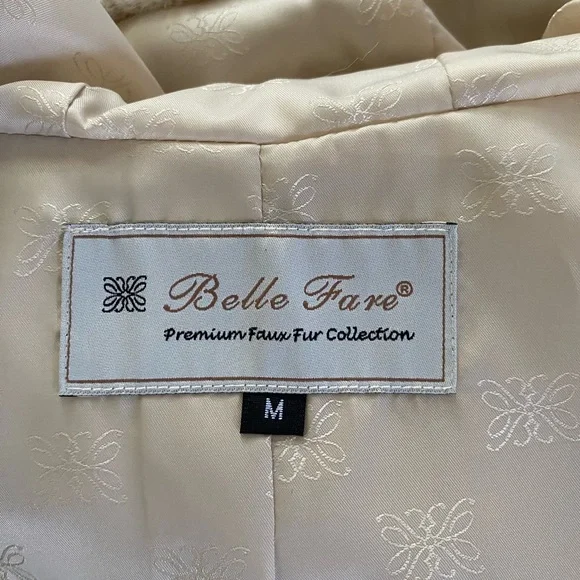 Belle Fare®
Premium Faux Fur Collection
M